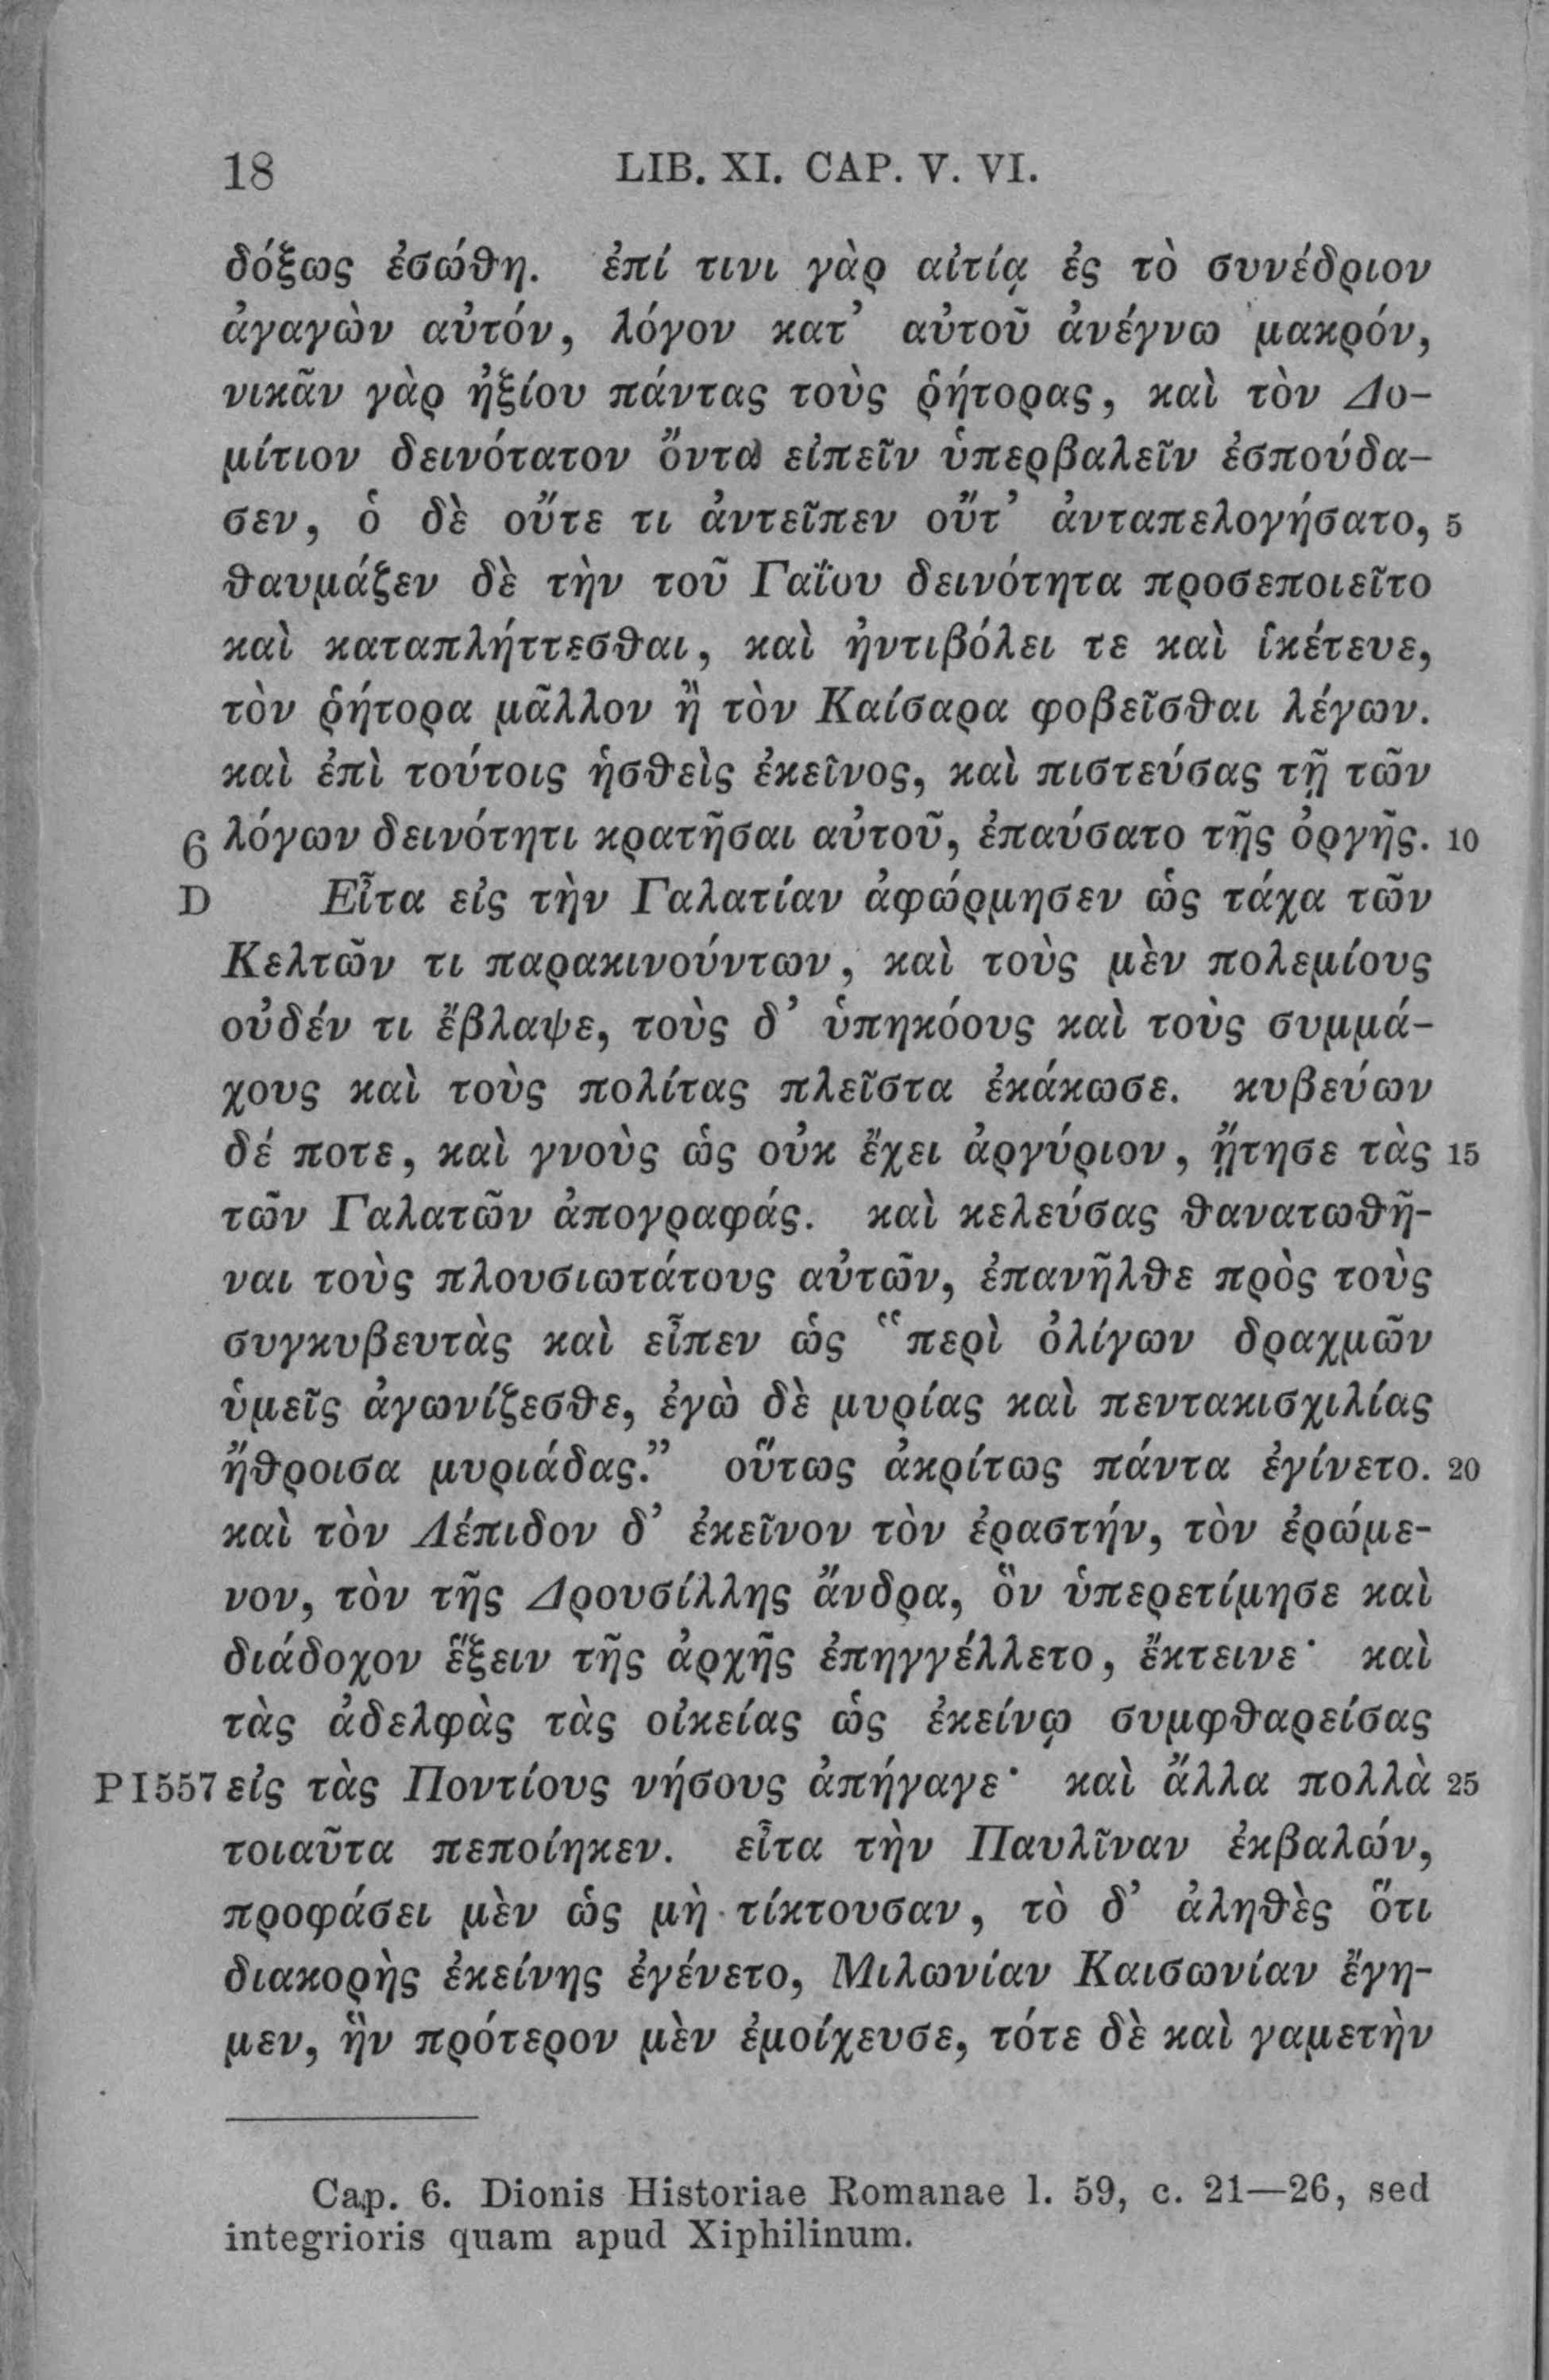 18 LIB. XI. CAP. V. VI.
δόξως ἐσώθη. ἐπί τινι γὰρ αἰτίᾳ ἐς τὸ συνέδριον
ἀγαγὼν αὐτόν, λόγον κατ’ αὐτοῦ ἀνέγνω μακρόν,
νικᾶν γὰρ ἠξίου πάντας τοὺς ῥήτορας, καὶ τὸν Δο-
μίτιον δεινότατον ὄντα εἰπεῖν ὑπερβαλεῖν ἐσπούδα-
σεν, ὁ δὲ οὔτε τι ἀντεῖπεν οὔτ’ ἀνταπελογήσατο, 5
θαυμάζεν δὲ τὴν τοῦ Γαΐου δεινότητα προσεποιεῖτο
καὶ καταπλήττεσθαι, καὶ ἠντιβόλει τε καὶ ἱκέτευε,
τὸν ῥήτορα μᾶλλον ἢ τὸν Καίσαρα φοβεῖσθαι λέγων.
καὶ ἐπὶ τούτοις ἡσθεὶς ἐκεῖνος, καὶ πιστεύσας τῇ τῶν
6 λόγων δεινότητι κρατῆσαι αὐτοῦ, ἐπαύσατο τῆς ὀργῆς. 10
D Εἶτα εἰς τὴν Γαλατίαν ἀφώρμησεν ὡς τάχα τῶν
Κελτῶν τι παρακινούντων, καὶ τοὺς μὲν πολεμίους
οὐδέν τι ἔβλαψε, τοὺς δ’ ὑπηκόους καὶ τοὺς συμμά-
χους καὶ τοὺς πολίτας πλεῖστα ἐκάκωσε. κυβεύων
δέ ποτε, καὶ γνοὺς ὡς οὐκ ἔχει ἀργύριον, ᾔτησε τὰς 15
τῶν Γαλατῶν ἀπογραφάς. καὶ κελεύσας θανατωθῆ-
ναι τοὺς πλουσιωτάτους αὐτῶν, ἐπανῆλθε πρὸς τοὺς
συγκυβευτὰς καὶ εἶπεν ὡς “περὶ ὀλίγων δραχμῶν
ὑμεῖς ἀγωνίζεσθε, ἐγὼ δὲ μυρίας καὶ πεντακισχιλίας
ἤθροισα μυριάδας.” οὕτως ἀκρίτως πάντα ἐγίνετο. 20
καὶ τὸν Λέπιδον δ’ ἐκεῖνον τὸν ἐραστήν, τὸν ἐρώμε-
νον, τὸν τῆς Δρουσίλλης ἄνδρα, ὃν ὑπερετίμησε καὶ
διάδοχον ἕξειν τῆς ἀρχῆς ἐπηγγέλλετο, ἔκτεινε· καὶ
τὰς ἀδελφὰς τὰς οἰκείας ὡς ἐκείνῳ συμφθαρείσας
P I 557 εἰς τὰς Ποντίους νήσους ἀπήγαγε· καὶ ἄλλα πολλὰ 25
τοιαῦτα πεποίηκεν. εἶτα τὴν Παυλῖναν ἐκβαλών,
προφάσει μὲν ὡς μὴ τίκτουσαν, τὸ δ’ ἀληθὲς ὅτι
διακορὴς ἐκείνης ἐγένετο, Μιλωνίαν Καισωνίαν ἔγη-
μεν, ἣν πρότερον μὲν ἐμοίχευσε, τότε δὲ καὶ γαμετὴν
Cap. 6. Dionis Historiae Romanae l. 59, c. 21—26, sed
integrioris quam apud Xiphilinum.